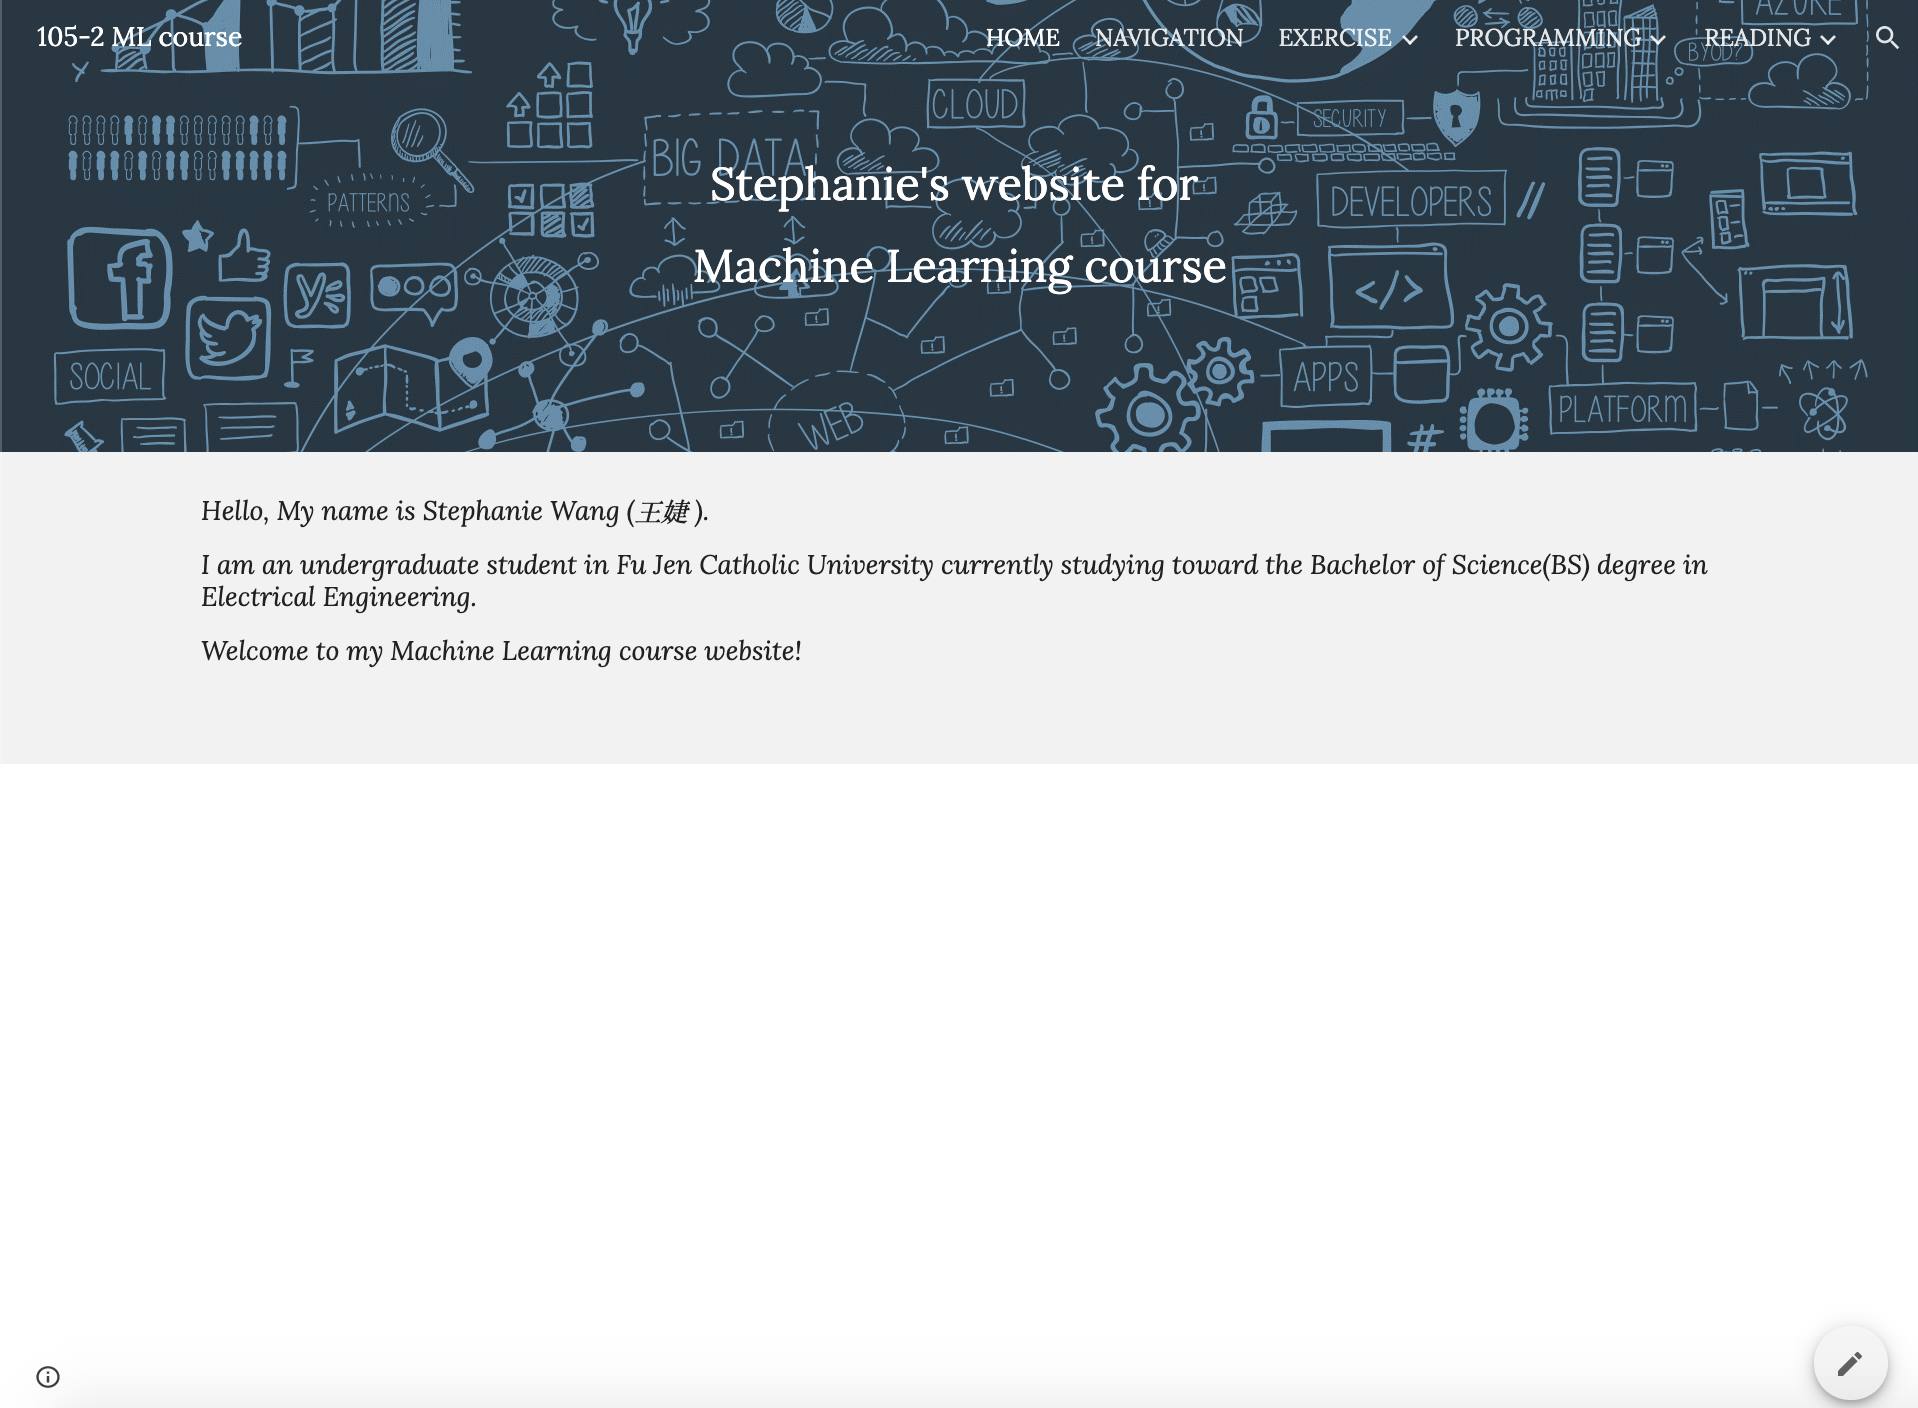 105-2 ML course
HOME NAVIGATION EXERCISE PROGRAMMING READING
AZURE
BYOD?
CLOUD
SECURITY
BIG DATA
PATTERNS
DEVELOPERS
Stephanie's website for
Machine Learning course
</>
SOCIAL
APPS
PLATFORM
WEB
#
Hello, My name is Stephanie Wang (王婕 ).
I am an undergraduate student in Fu Jen Catholic University currently studying toward the Bachelor of Science(BS) degree in
Electrical Engineering.
Welcome to my Machine Learning course website!